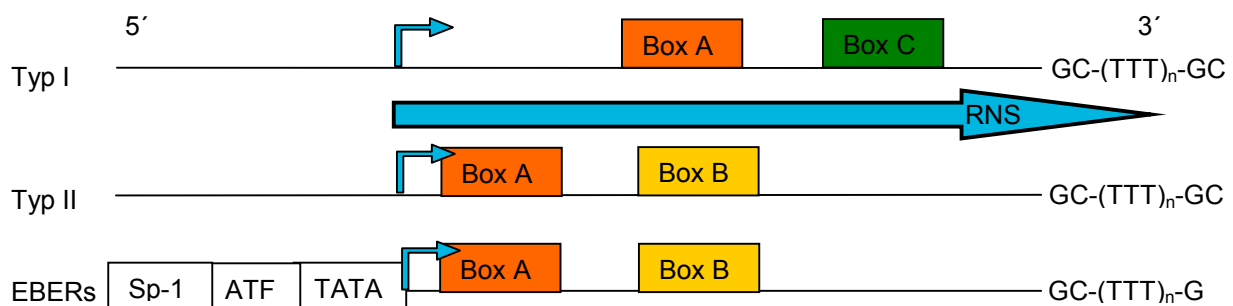 5´ 3´
Typ I Box A Box C GC-(TTT)n-GC
RNS
Typ II Box A Box B GC-(TTT)n-GC
EBERs Sp-1 ATF TATA Box A Box B GC-(TTT)n-G